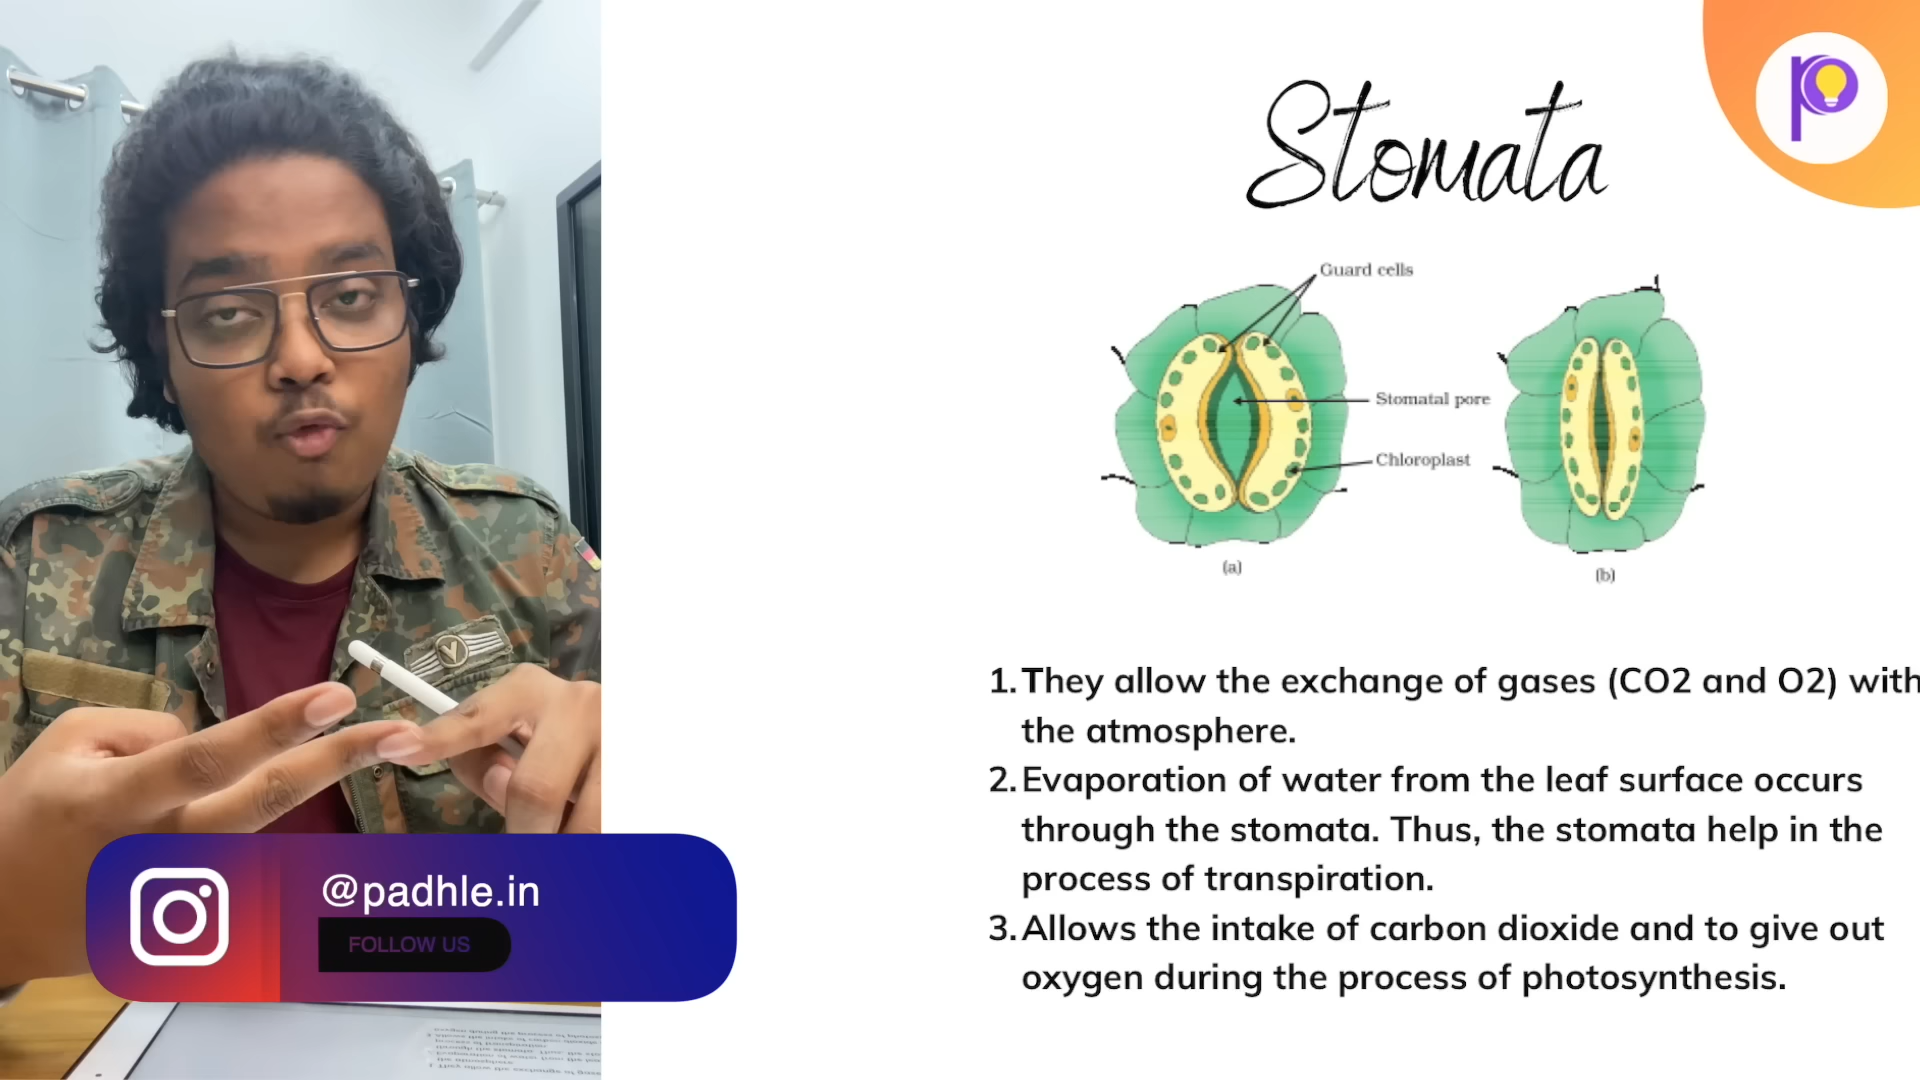 Stomata
Guard cells
Stomatal pore
Chloroplast
(a)
(b)
1. They allow the exchange of gases (CO2 and O2) with
the atmosphere.
2. Evaporation of water from the leaf surface occurs
through the stomata. Thus, the stomata help in the
process of transpiration.
3. Allows the intake of carbon dioxide and to give out
oxygen during the process of photosynthesis.
@padhle.in
FOLLOW US